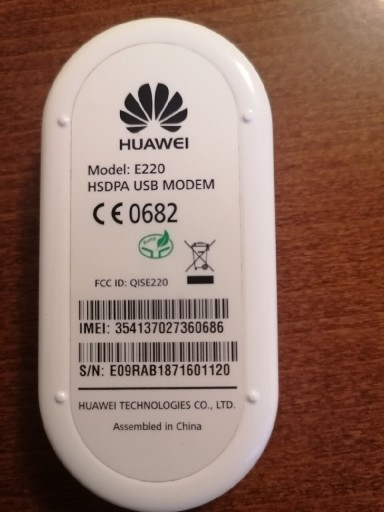 HUAWEI
Model: E220
HSDPA USB MODEM
CE 0682
FCC ID: QISE220
IMEI: 354137027360686
S/N: E09RAB1871601120
HUAWEI TECHNOLOGIES CO., LTD.
Assembled in China